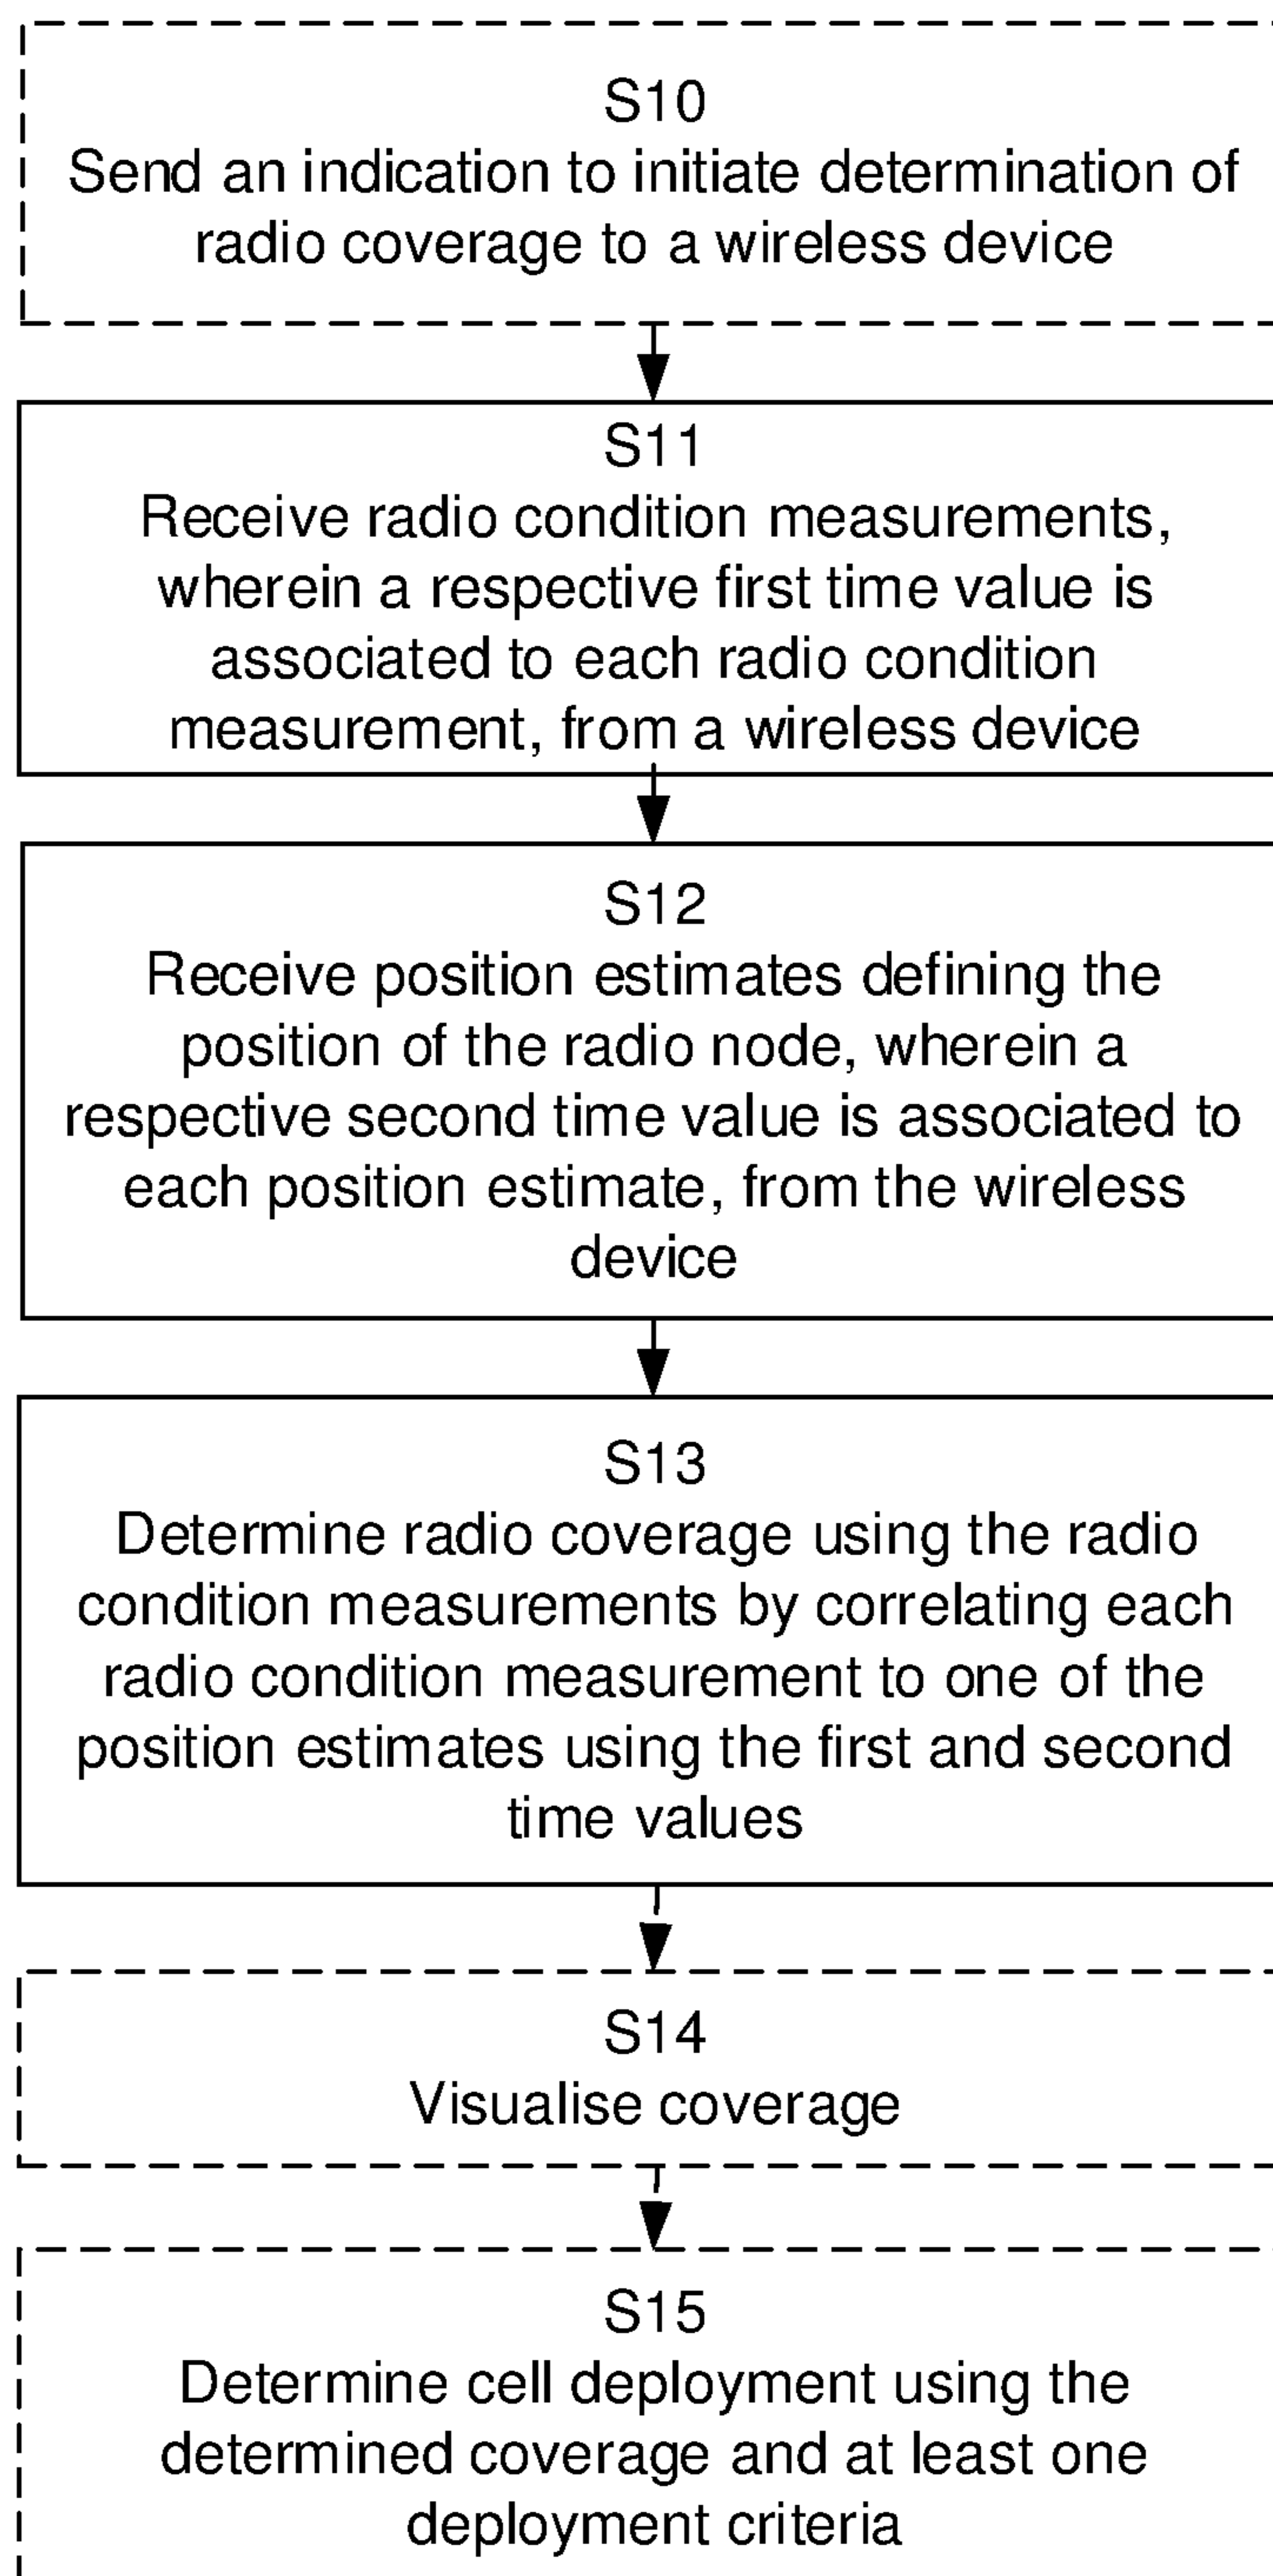 S10
Send an indication to initiate determination of
radio coverage to a wireless device
S11
Receive radio condition measurements,
wherein a respective first time value is
associated to each radio condition
measurement, from a wireless device
S12
Receive position estimates defining the
position of the radio node, wherein a
respective second time value is associated to
each position estimate, from the wireless
device
S13
Determine radio coverage using the radio
condition measurements by correlating each
radio condition measurement to one of the
position estimates using the first and second
time values
S14
Visualise coverage
S15
Determine cell deployment using the
determined coverage and at least one
deployment criteria